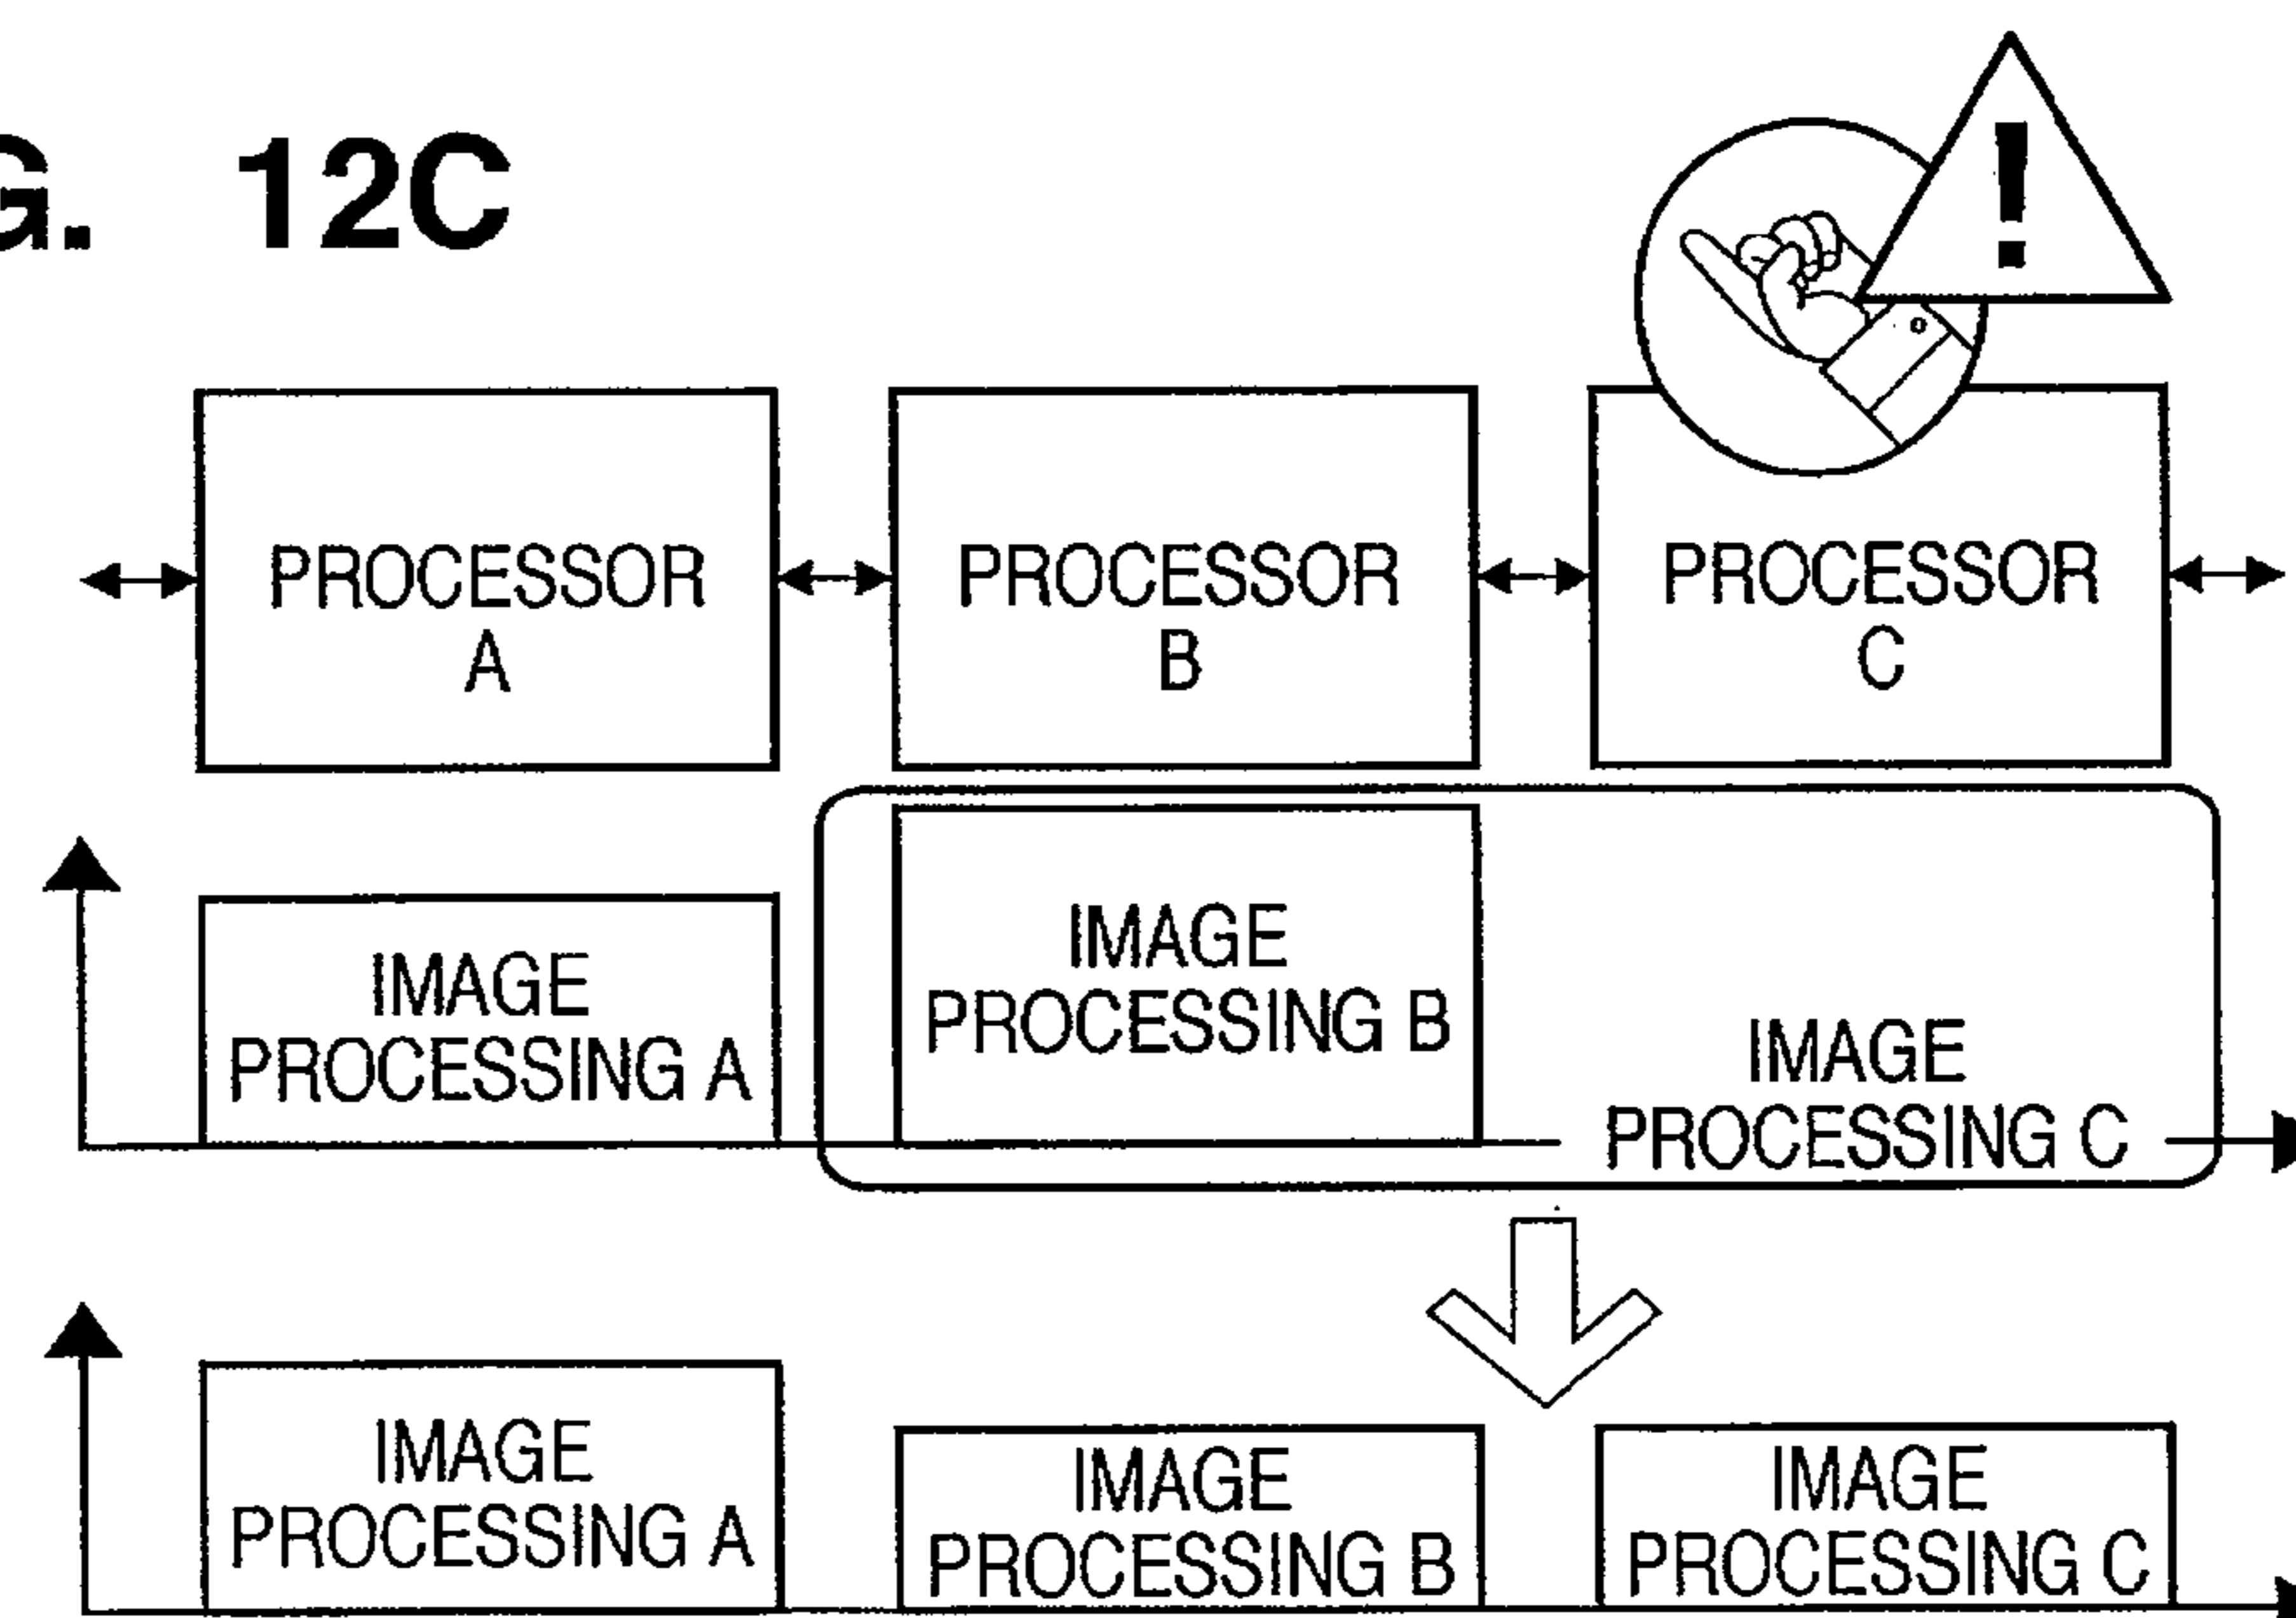 G. 12C
!
PROCESSOR
A
PROCESSOR
B
PROCESSOR
C
IMAGE
PROCESSING A
IMAGE
PROCESSING B
IMAGE
PROCESSING C
IMAGE
PROCESSING A
IMAGE
PROCESSING B
IMAGE
PROCESSING C